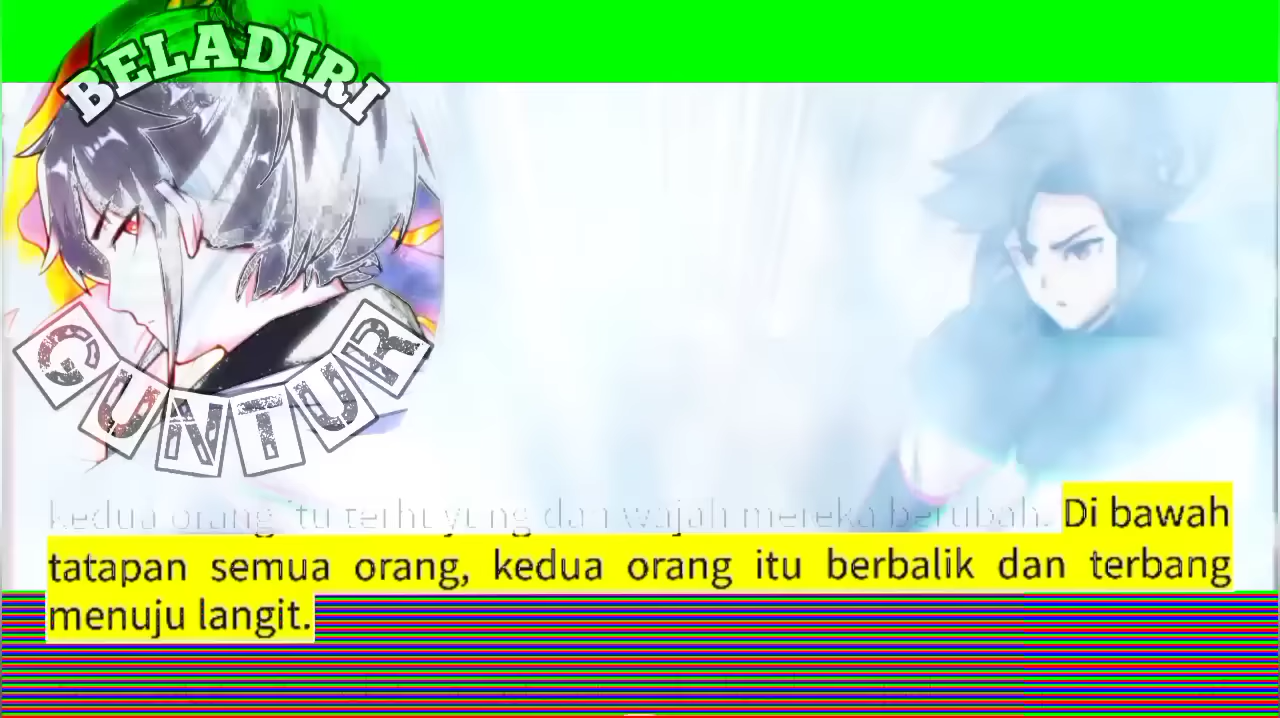 BELADIRI
GUNTUR
kedua orang itu terhuyung dan wajah mereka berubah. Di bawah
tatapan semua orang, kedua orang itu berbalik dan terbang
menuju langit.